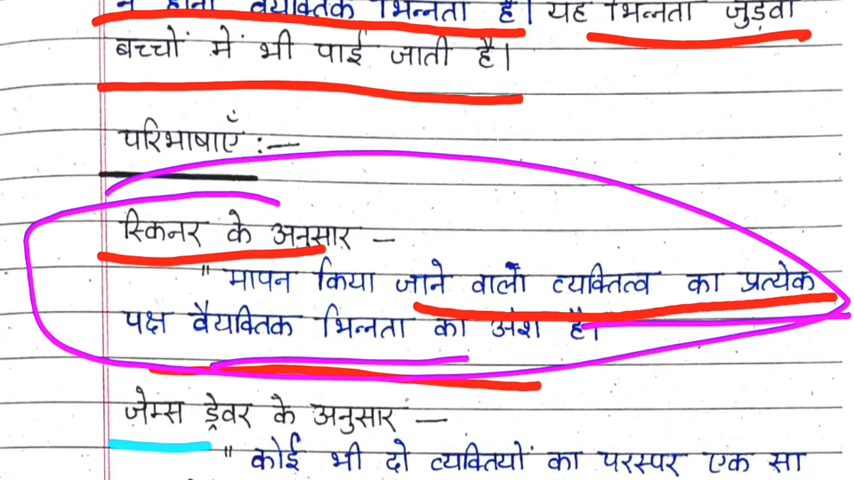 न होना वैयक्तिक भिन्नता है। यह भिन्नता जुड़वा
बच्चों में भी पाई जाती है।
परिभाषाएँ :—
स्किनर के अनुसार —
" मापन किया जाने वाला व्यक्तित्व का प्रत्येक
पक्ष वैयक्तिक भिन्नता का अंश है।
जेम्स ड्रेवर के अनुसार —
" कोई भी दो व्यक्तियों का परस्पर एक सा